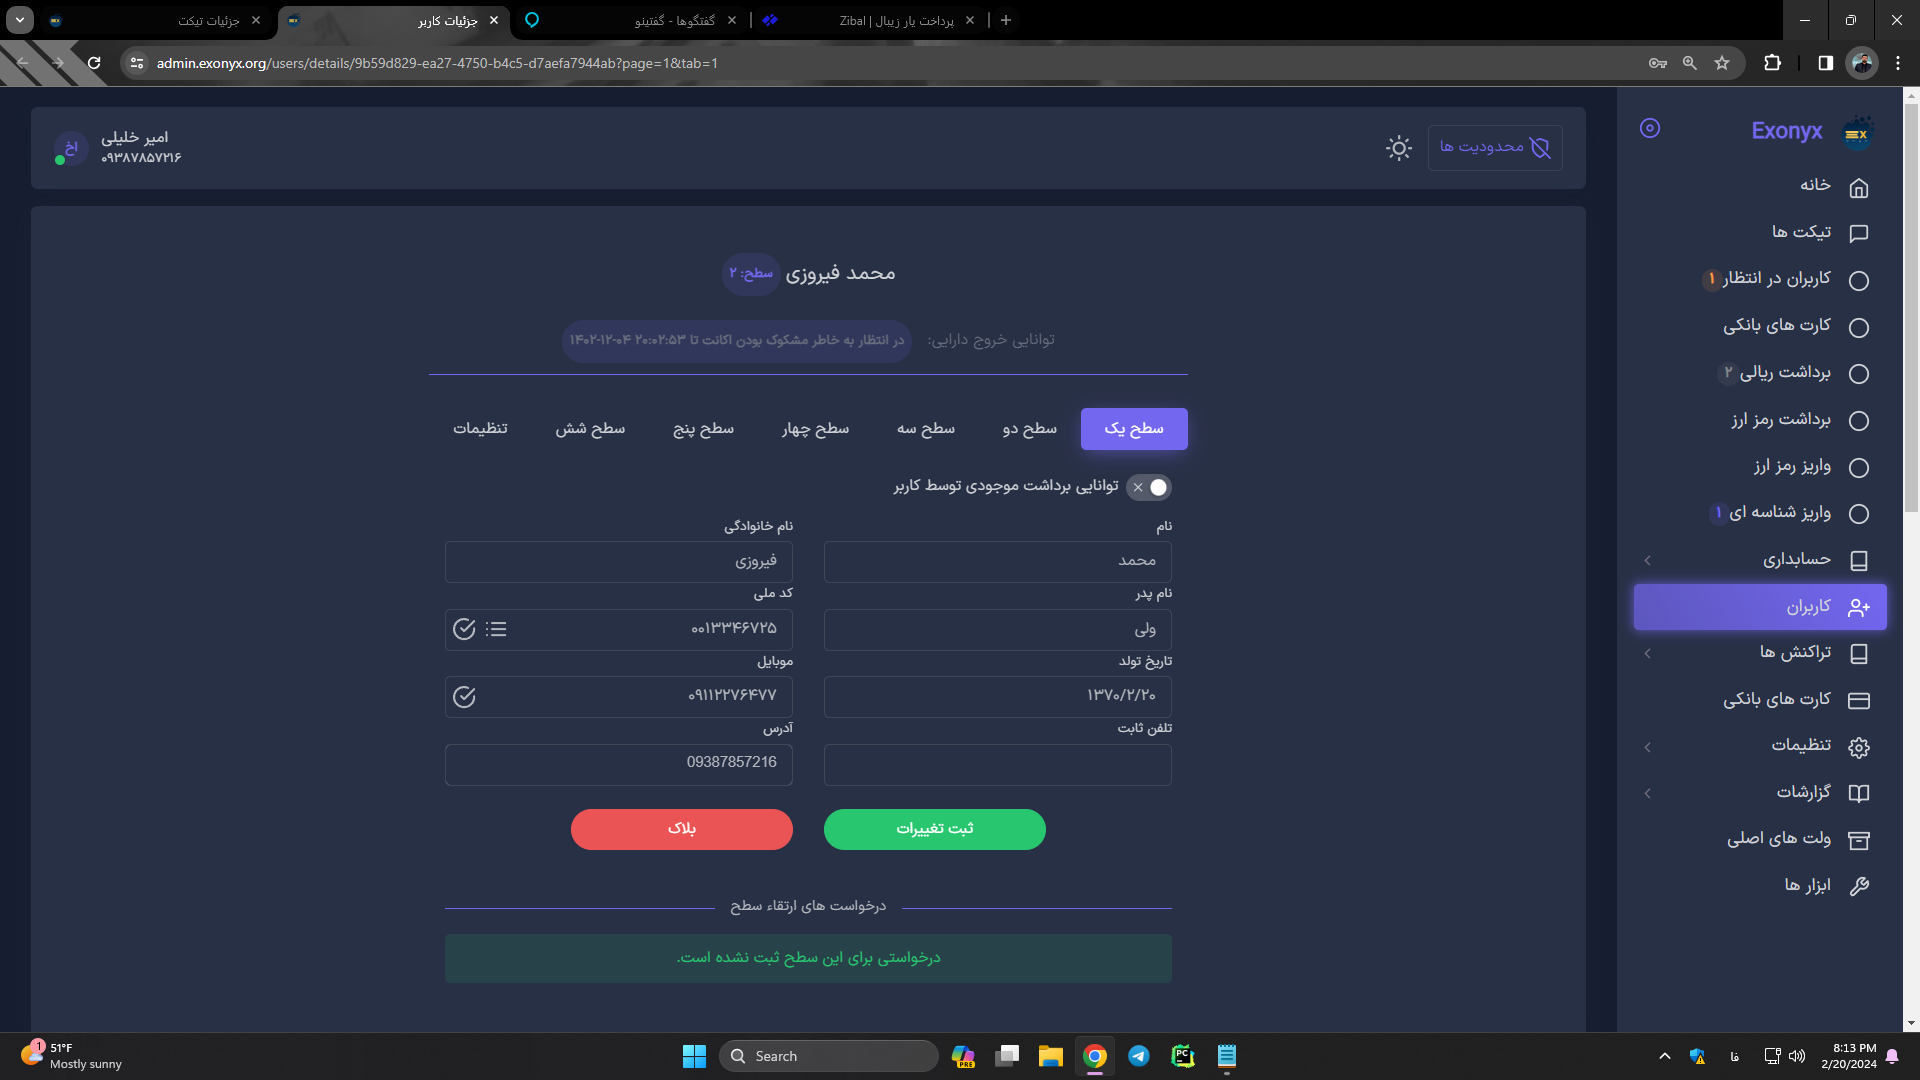 جزئیات تیکت
جزئیات کاربر
گفتگوها - گفتینو
پرداخت یار زیبال | Zibal
admin.exonyx.org/users/details/9b59d829-ea27-4750-b4c5-d7aefa7944ab?page=1&tab=1
Exonyx
محدودیت ها
امیر خلیلی
۰۹۳۸۷۸۵۷۲۱۶
اخ
خانه
تیکت ها
کاربران در انتظار ۱
کارت های بانکی
برداشت ریالی ۲
برداشت رمز ارز
واریز رمز ارز
واریز شناسه ای ۱
حسابداری
کاربران
تراکنش ها
کارت های بانکی
تنظیمات
گزارشات
ولت های اصلی
ابزار ها
محمد فیروزی سطح: ۲
توانایی خروج دارایی: در انتظار به خاطر مشکوک بودن اکانت تا ۲۰:۰۲:۵۳ ۱۴۰۲-۱۲-۰۴
سطح یک
سطح دو
سطح سه
سطح چهار
سطح پنج
سطح شش
تنظیمات
توانایی برداشت موجودی توسط کاربر
نام
محمد
نام خانوادگی
فیروزی
نام پدر
ولی
کد ملی
۰۰۱۳۳۴۶۷۲۵
تاریخ تولد
۱۳۷۰/۲/۲۰
موبایل
۰۹۱۱۲۲۷۶۴۷۷
تلفن ثابت
آدرس
09387857216
ثبت تغییرات
بلاک
درخواست های ارتقاء سطح
درخواستی برای این سطح ثبت نشده است.
1
51°F
Mostly sunny
Search
PRE
PC
فا
8:13 PM
2/20/2024